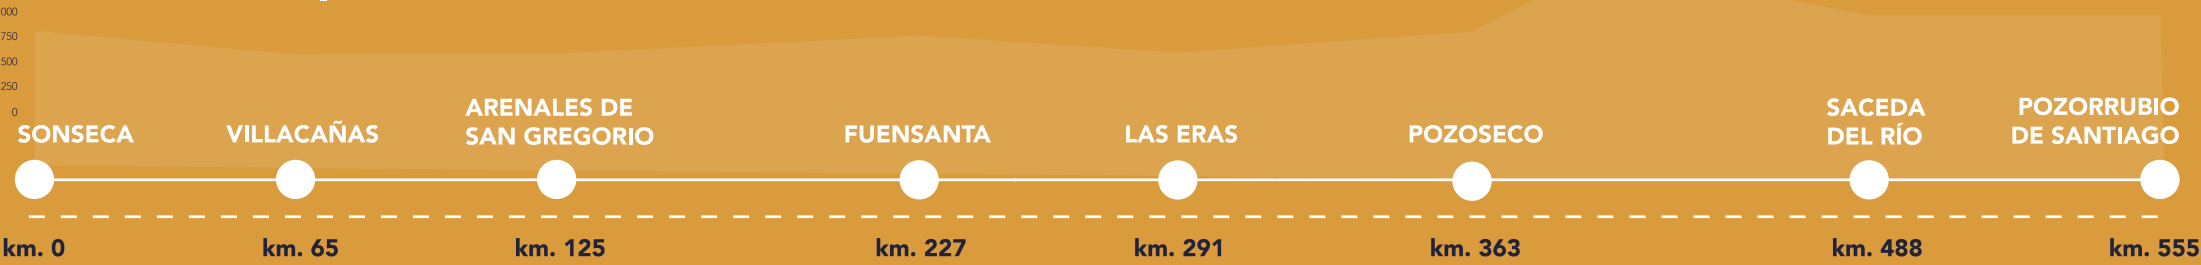 000
750
500
250
0
SONSECA
VILLACAÑAS
ARENALES DE
SAN GREGORIO
FUENSANTA
LAS ERAS
POZOSECO
SACEDA
DEL RÍO
POZORRUBIO
DE SANTIAGO
km. 0
km. 65
km. 125
km. 227
km. 291
km. 363
km. 488
km. 555